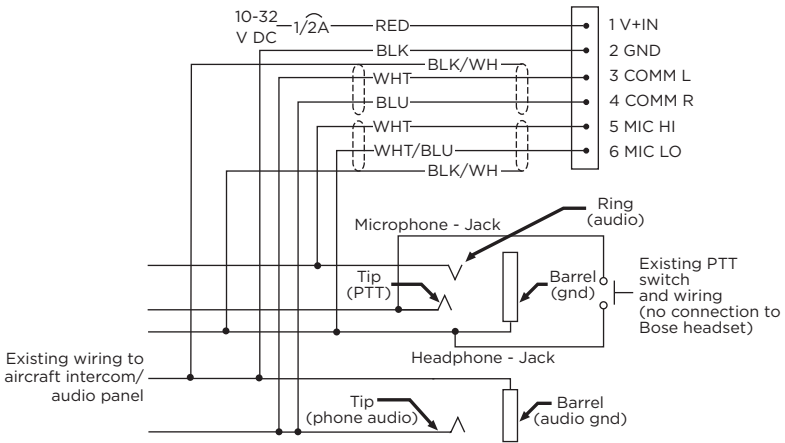 10-32
V DC
1/2A
RED
1 V+IN
BLK
2 GND
BLK/WH
WHT
3 COMM L
BLU
4 COMM R
WHT
5 MIC HI
WHT/BLU
6 MIC LO
BLK/WH
Ring
(audio)
Microphone - Jack
Tip
(PTT)
Barrel
(gnd)
Existing PTT
switch
and wiring
(no connection to
Bose headset)
Headphone - Jack
Existing wiring to
aircraft intercom/
audio panel
Tip
(phone audio)
Barrel
(audio gnd)